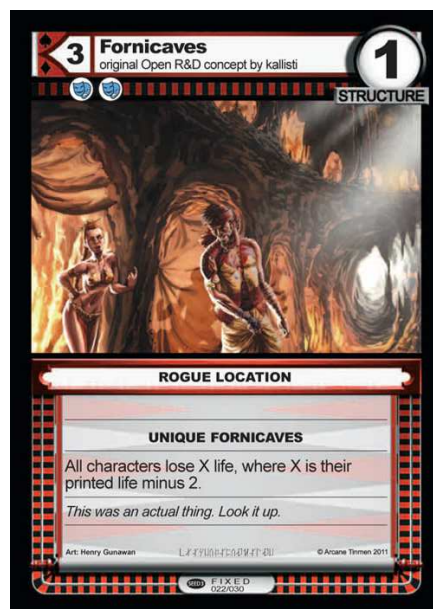 3
Fornicaves
original Open R&D concept by kallisti
1
STRUCTURE
ROGUE LOCATION
UNIQUE FORNICAVES
All characters lose X life, where X is their
printed life minus 2.
This was an actual thing. Look it up.
Art: Henry Gunawan
© Arcane Tinmen 2011
SEED3 FIXED
022/030